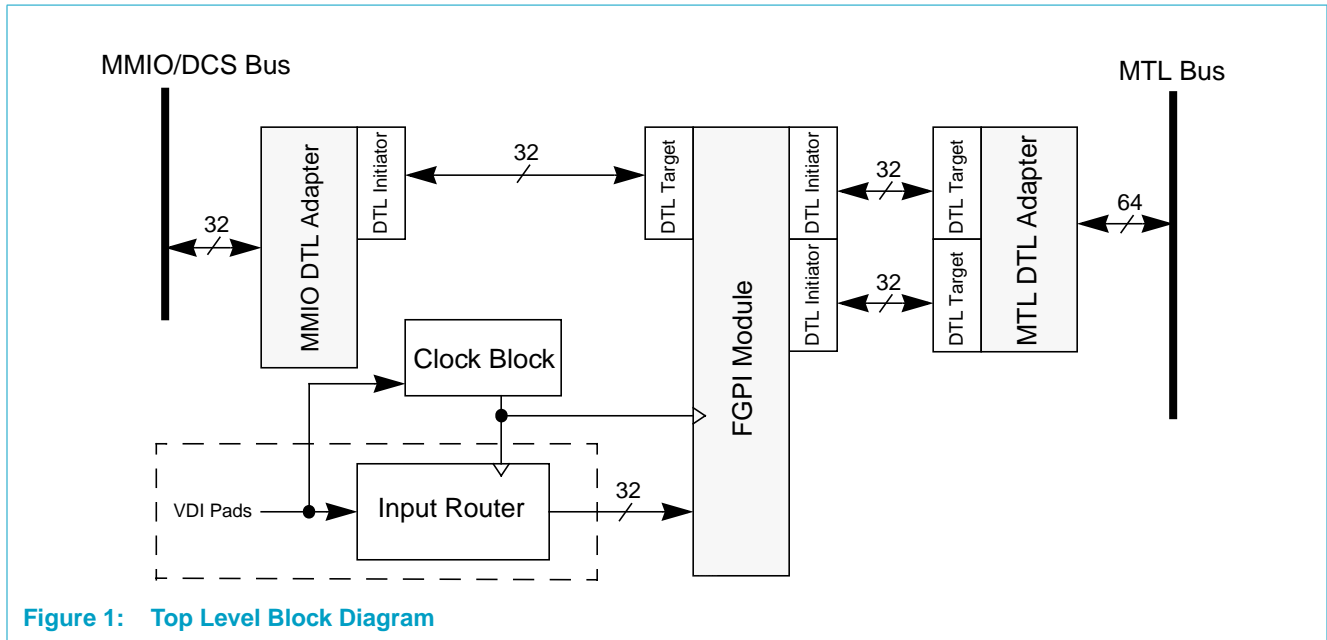 MMIO/DCS Bus
MTL Bus
32
MMIO DTL Adapter
DTL Initiator
32
DTL Target
FGPI Module
DTL Initiator
DTL Initiator
32
32
DTL Target
DTL Target
MTL DTL Adapter
64
Clock Block
VDI Pads
Input Router
32
Figure 1: Top Level Block Diagram